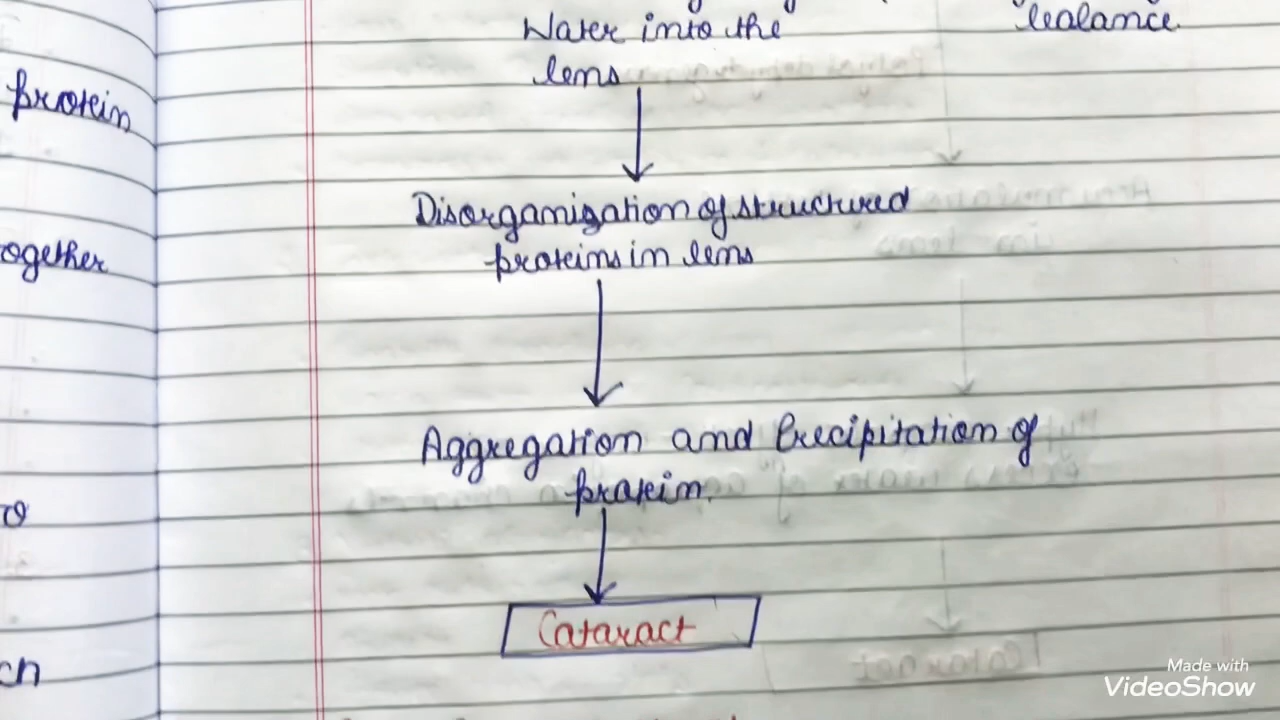 Water into the
balance
lens
protein
Disorganization of structured
proteins in lens
ogether
Aggregation and Precipitation of
protein.
Cataract
ch
Made with
VideoShow